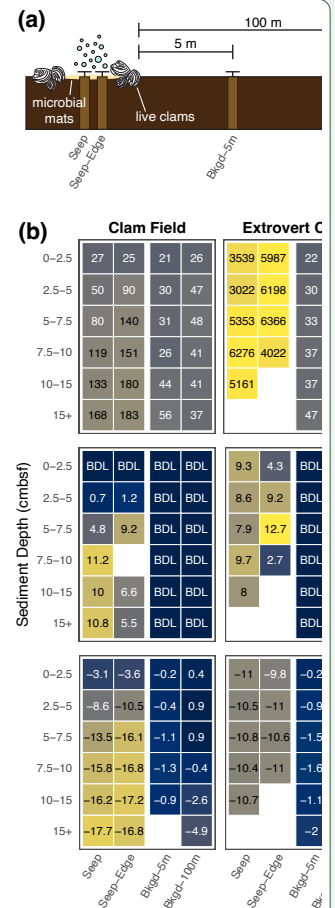 (a)
100 m
5 m
microbial
mats
live clams
Seep
Seep−Edge
Bkgd−5m
(b)
Clam Field
Extrovert C
Sediment Depth (cmbsf)
0−2.5 27 25 21 26 3539 5987 22
2.5−5 50 90 30 47 3022 6198 30
5−7.5 80 140 31 48 5353 6366 33
7.5−10 119 151 26 41 6276 4022 37
10−15 133 180 44 41 5161 37
15+ 168 183 56 37 47
0−2.5 BDL BDL BDL BDL 9.3 4.3 BDL
2.5−5 0.7 1.2 BDL BDL 8.6 9.2 BDL
5−7.5 4.8 9.2 BDL BDL 7.9 12.7 BDL
7.5−10 11.2 BDL BDL 9.7 2.7 BDL
10−15 10 6.6 BDL BDL 8 BDL
15+ 10.8 5.5 BDL BDL BDL
0−2.5 −3.1 −3.6 −0.2 0.4 −11 −9.8 −0.2
2.5−5 −8.6 −10.5 −0.4 0.9 −10.5 −11 −0.9
5−7.5 −13.5 −16.1 −1.1 0.9 −10.8 −10.6 −1.5
7.5−10 −15.8 −16.8 −1.3 −0.4 −10.4 −11 −1.6
10−15 −16.2 −17.2 −0.9 −2.6 −10.7 −1.1
15+ −17.7 −16.8 −4.9 −2
Seep
Seep−Edge
Bkgd−5m
Bkgd−100m
Seep
Seep−Edge
Bkgd−5m